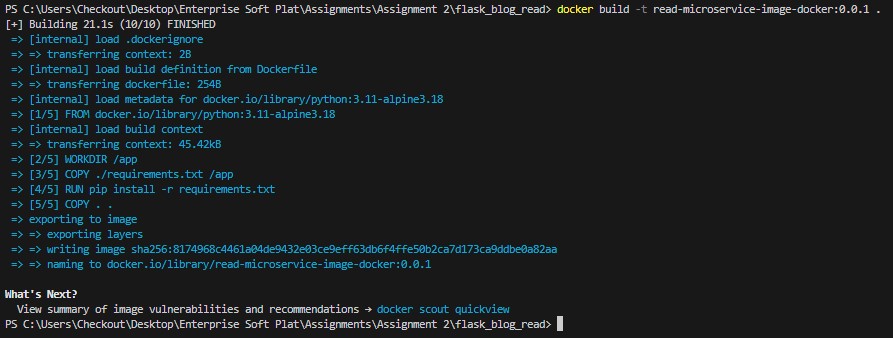 PS C:\Users\Checkout\Desktop\Enterprise Soft Plat\Assignments\Assignment 2\flask_blog_read> docker build -t read-microservice-image-docker:0.0.1 .
[+] Building 21.1s (10/10) FINISHED
=> [internal] load .dockerignore
=> => transferring context: 2B
=> [internal] load build definition from Dockerfile
=> => transferring dockerfile: 254B
=> [internal] load metadata for docker.io/library/python:3.11-alpine3.18
=> [1/5] FROM docker.io/library/python:3.11-alpine3.18
=> [internal] load build context
=> => transferring context: 45.42kB
=> [2/5] WORKDIR /app
=> [3/5] COPY ./requirements.txt /app
=> [4/5] RUN pip install -r requirements.txt
=> [5/5] COPY . .
=> exporting to image
=> => exporting layers
=> => writing image sha256:8174968c4461a04de9432e03ce9eff63db6f4ffe50b2ca7d173ca9ddbe0a82aa
=> => naming to docker.io/library/read-microservice-image-docker:0.0.1
What's Next?
View summary of image vulnerabilities and recommendations → docker scout quickview
PS C:\Users\Checkout\Desktop\Enterprise Soft Plat\Assignments\Assignment 2\flask_blog_read>